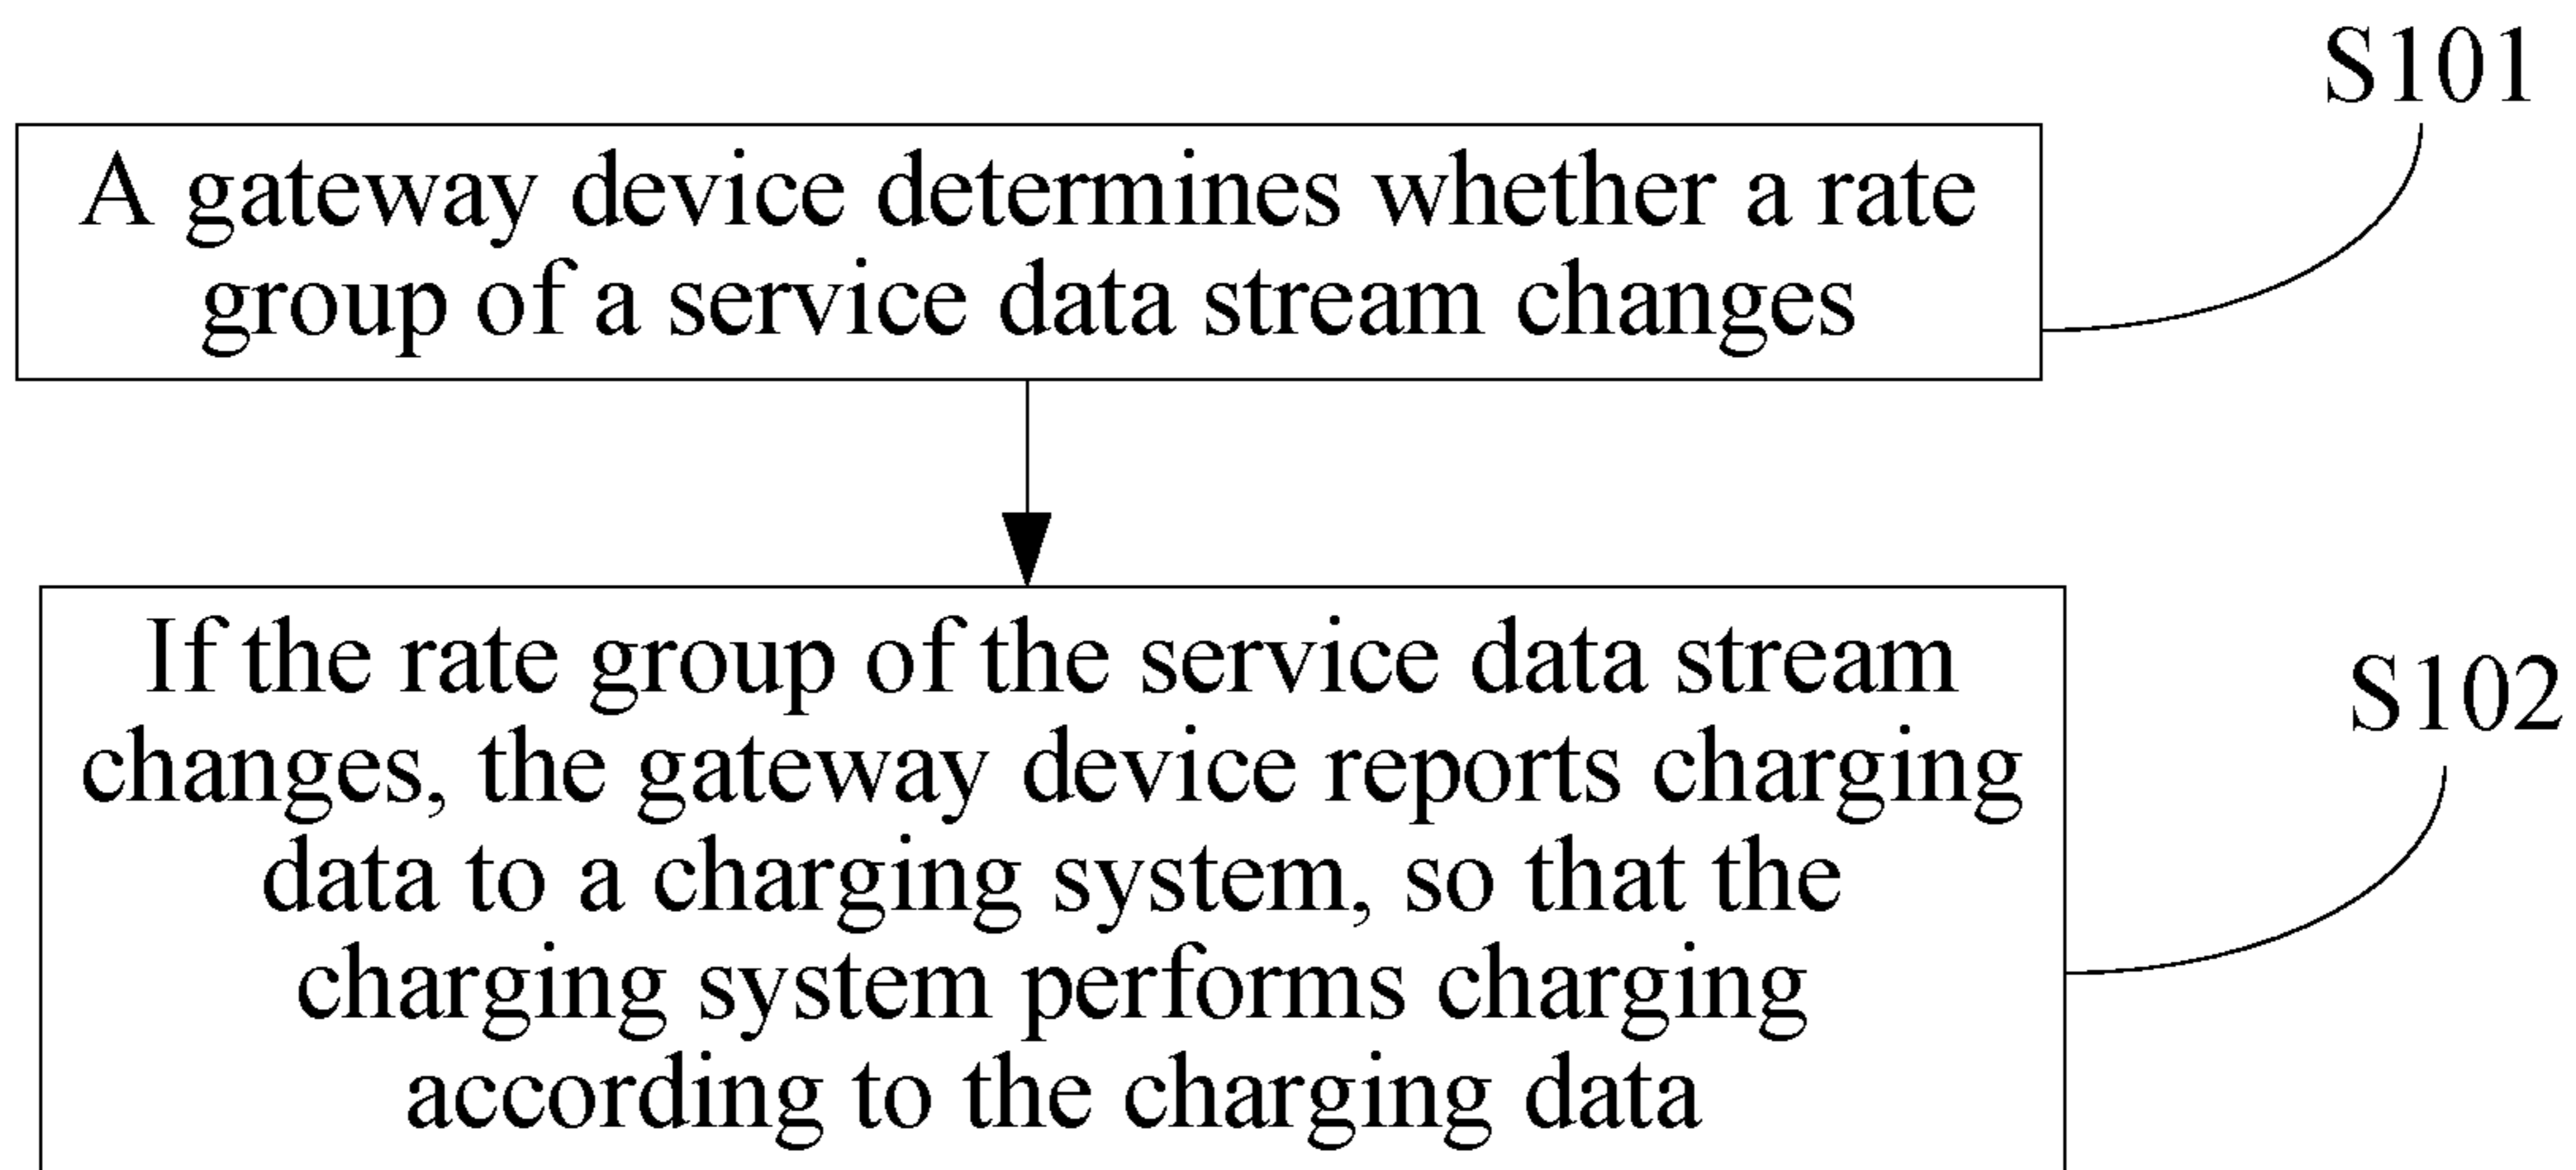 S101
A gateway device determines whether a rate
group of a service data stream changes
If the rate group of the service data stream
S102
changes, the gateway device reports charging
data to a charging system, so that the
charging system performs charging
according to the charging data